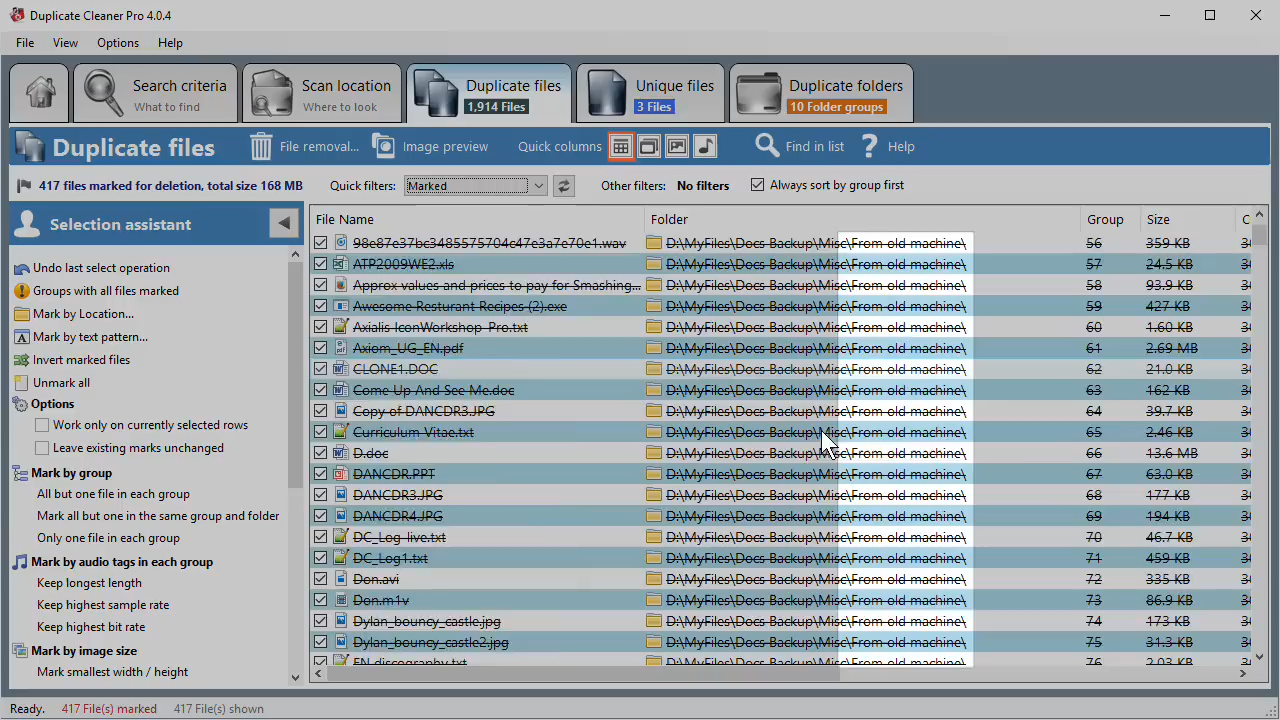 Duplicate Cleaner Pro 4.0.4
File View Options Help
Search criteria
What to find
Scan location
Where to look
Duplicate files
1,914 Files
Unique files
3 Files
Duplicate folders
10 Folder groups
Duplicate files File removal... Image preview Quick columns Find in list ? Help
417 files marked for deletion, total size 168 MB Quick filters: Marked Other filters: No filters Always sort by group first
Selection assistant
Undo last select operation
Groups with all files marked
Mark by Location...
Mark by text pattern...
Invert marked files
Unmark all
Options
Work only on currently selected rows
Leave existing marks unchanged
Mark by group
All but one file in each group
Mark all but one in the same group and folder
Only one file in each group
Mark by audio tags in each group
Keep longest length
Keep highest sample rate
Keep highest bit rate
Mark by image size
Mark smallest width / height
File Name Folder Group Size C
98e87e37bc3485575704c47e3a7e70e1.wav D:\MyFiles\Docs Backup\Misc\From old machine\ 56 359 KB
ATP2009WE2.xls D:\MyFiles\Docs Backup\Misc\From old machine\ 57 24.5 KB
Approx values and prices to pay for Smashing... D:\MyFiles\Docs Backup\Misc\From old machine\ 58 93.9 KB
Awesome Resturant Recipes (2).exe D:\MyFiles\Docs Backup\Misc\From old machine\ 59 427 KB
Axialis IconWorkshop Pro.txt D:\MyFiles\Docs Backup\Misc\From old machine\ 60 1.60 KB
Axiom_UG_EN.pdf D:\MyFiles\Docs Backup\Misc\From old machine\ 61 2.69 MB
CLONE1.DOC D:\MyFiles\Docs Backup\Misc\From old machine\ 62 21.0 KB
Come Up And See Me.doc D:\MyFiles\Docs Backup\Misc\From old machine\ 63 162 KB
Copy of DANCDR3.JPG D:\MyFiles\Docs Backup\Misc\From old machine\ 64 39.7 KB
Curriculum Vitae.txt D:\MyFiles\Docs Backup\Misc\From old machine\ 65 2.46 KB
D.doc D:\MyFiles\Docs Backup\Misc\From old machine\ 66 13.6 MB
DANCDR.PPT D:\MyFiles\Docs Backup\Misc\From old machine\ 67 63.0 KB
DANCDR3.JPG D:\MyFiles\Docs Backup\Misc\From old machine\ 68 177 KB
DANCDR4.JPG D:\MyFiles\Docs Backup\Misc\From old machine\ 69 194 KB
DC_Log-live.txt D:\MyFiles\Docs Backup\Misc\From old machine\ 70 46.7 KB
DC_Log1.txt D:\MyFiles\Docs Backup\Misc\From old machine\ 71 459 KB
Don.avi D:\MyFiles\Docs Backup\Misc\From old machine\ 72 335 KB
Don.m1v D:\MyFiles\Docs Backup\Misc\From old machine\ 73 86.9 KB
Dylan_bouncy_castle.jpg D:\MyFiles\Docs Backup\Misc\From old machine\ 74 173 KB
Dylan_bouncy_castle2.jpg D:\MyFiles\Docs Backup\Misc\From old machine\ 75 31.3 KB
EN discography.txt D:\MyFiles\Docs Backup\Misc\From old machine\ 76 2.03 KB
Ready. 417 File(s) marked 417 File(s) shown